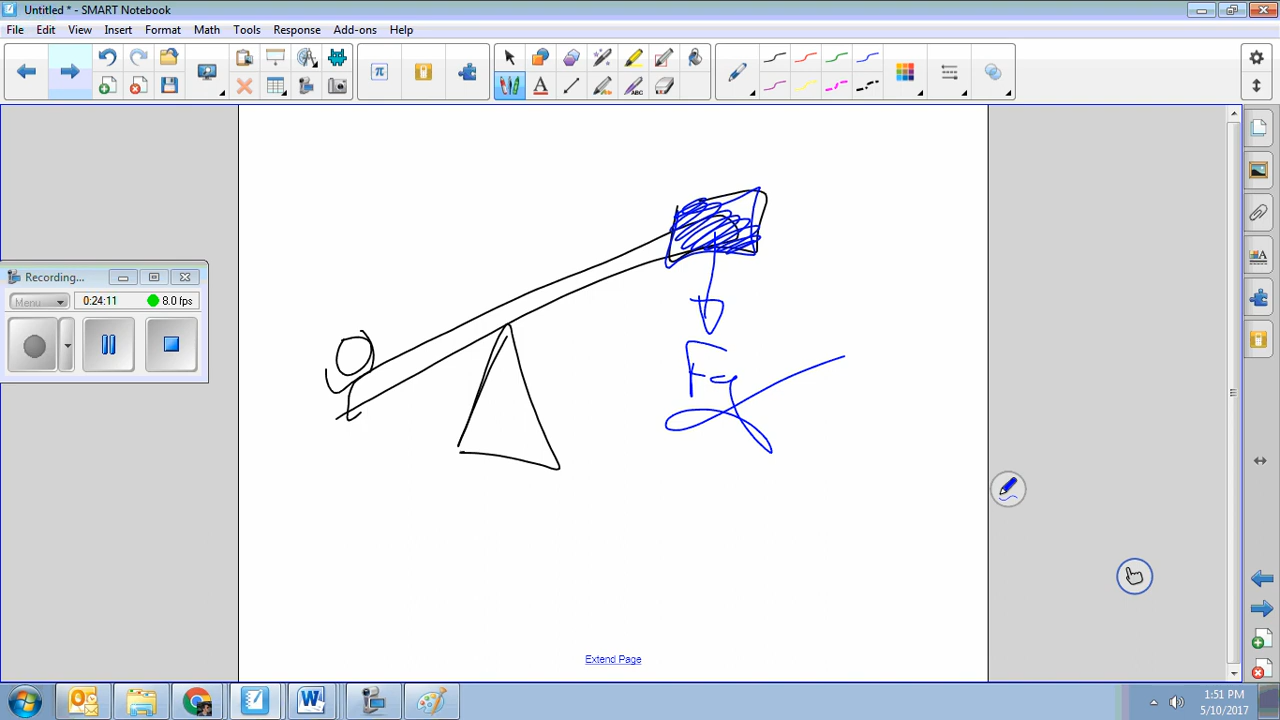 Untitled * - SMART Notebook
File Edit View Insert Format Math Tools Response Add-ons Help
π
A
ABC
A
Recording...
Menu
0:24:11
8.0 fps
Fg
Extend Page
W
1:51 PM
5/10/2017